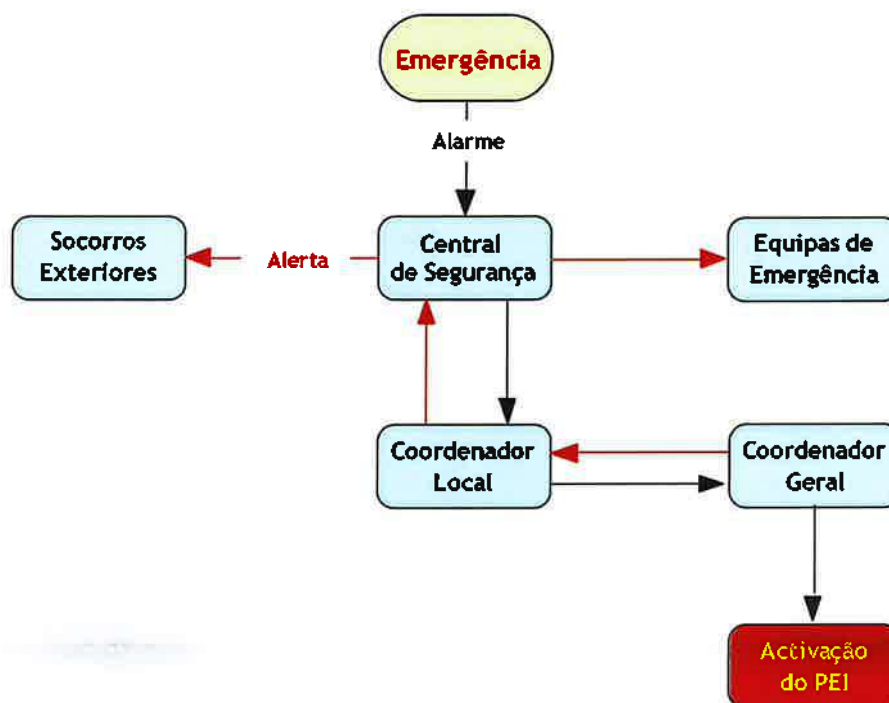 Emergência
Alarme
Socorros
Exteriores
Alerta
Central
de Segurança
Equipas de
Emergência
Coordenador
Local
Coordenador
Geral
Activação
do PEI